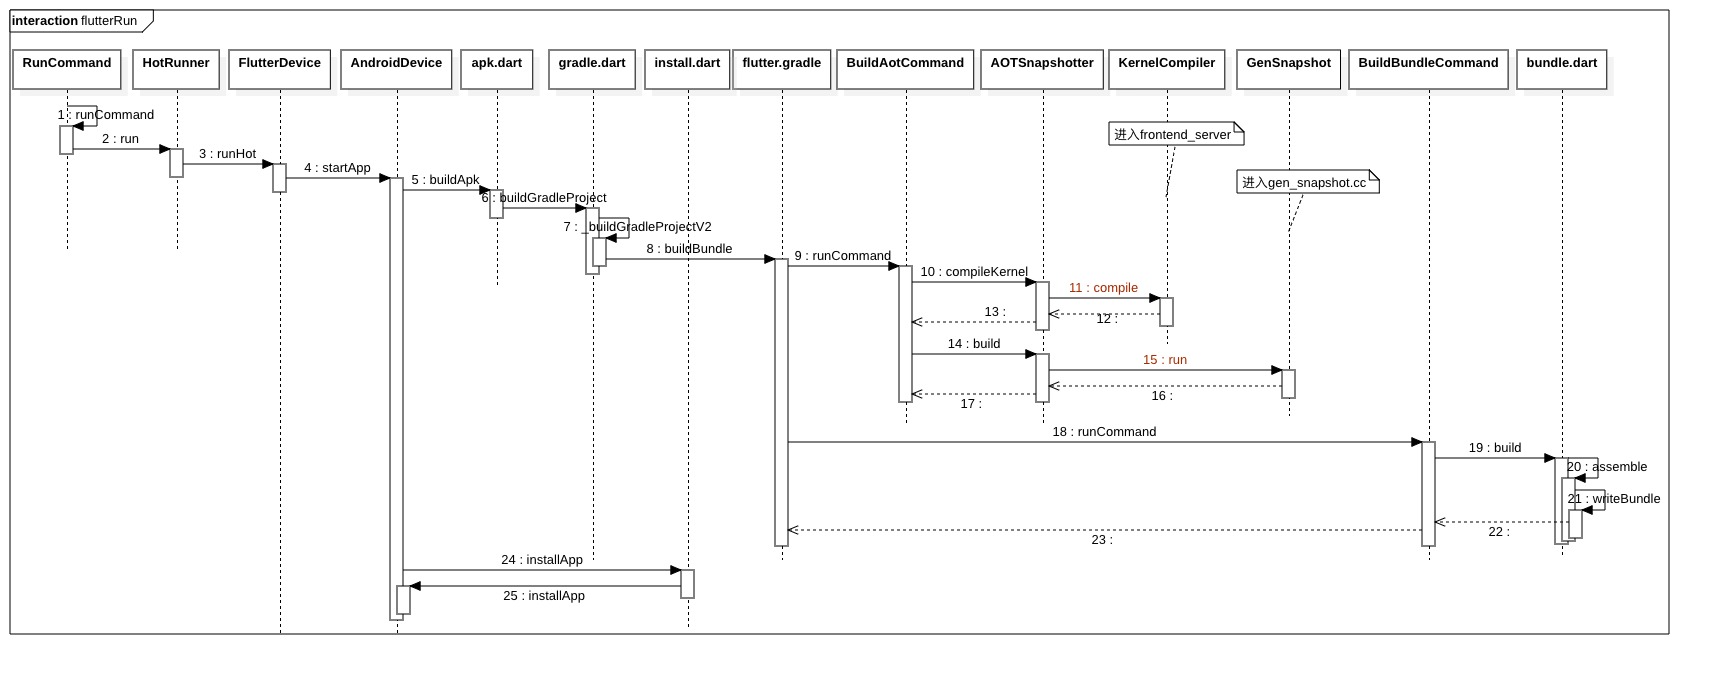 interaction flutterRun
RunCommand
HotRunner
FlutterDevice
AndroidDevice
apk.dart
gradle.dart
install.dart
flutter.gradle
BuildAotCommand
AOTSnapshotter
KernelCompiler
GenSnapshot
BuildBundleCommand
bundle.dart
1 : runCommand
进入frontend_server
2 : run
3 : runHot
4 : startApp
5 : buildApk
进入gen_snapshot.cc
6 : buildGradleProject
7 : _buildGradleProjectV2
8 : buildBundle
9 : runCommand
10 : compileKernel
11 : compile
12 :
13 :
14 : build
15 : run
16 :
17 :
18 : runCommand
19 : build
20 : assemble
21 : writeBundle
22 :
23 :
24 : installApp
25 : installApp